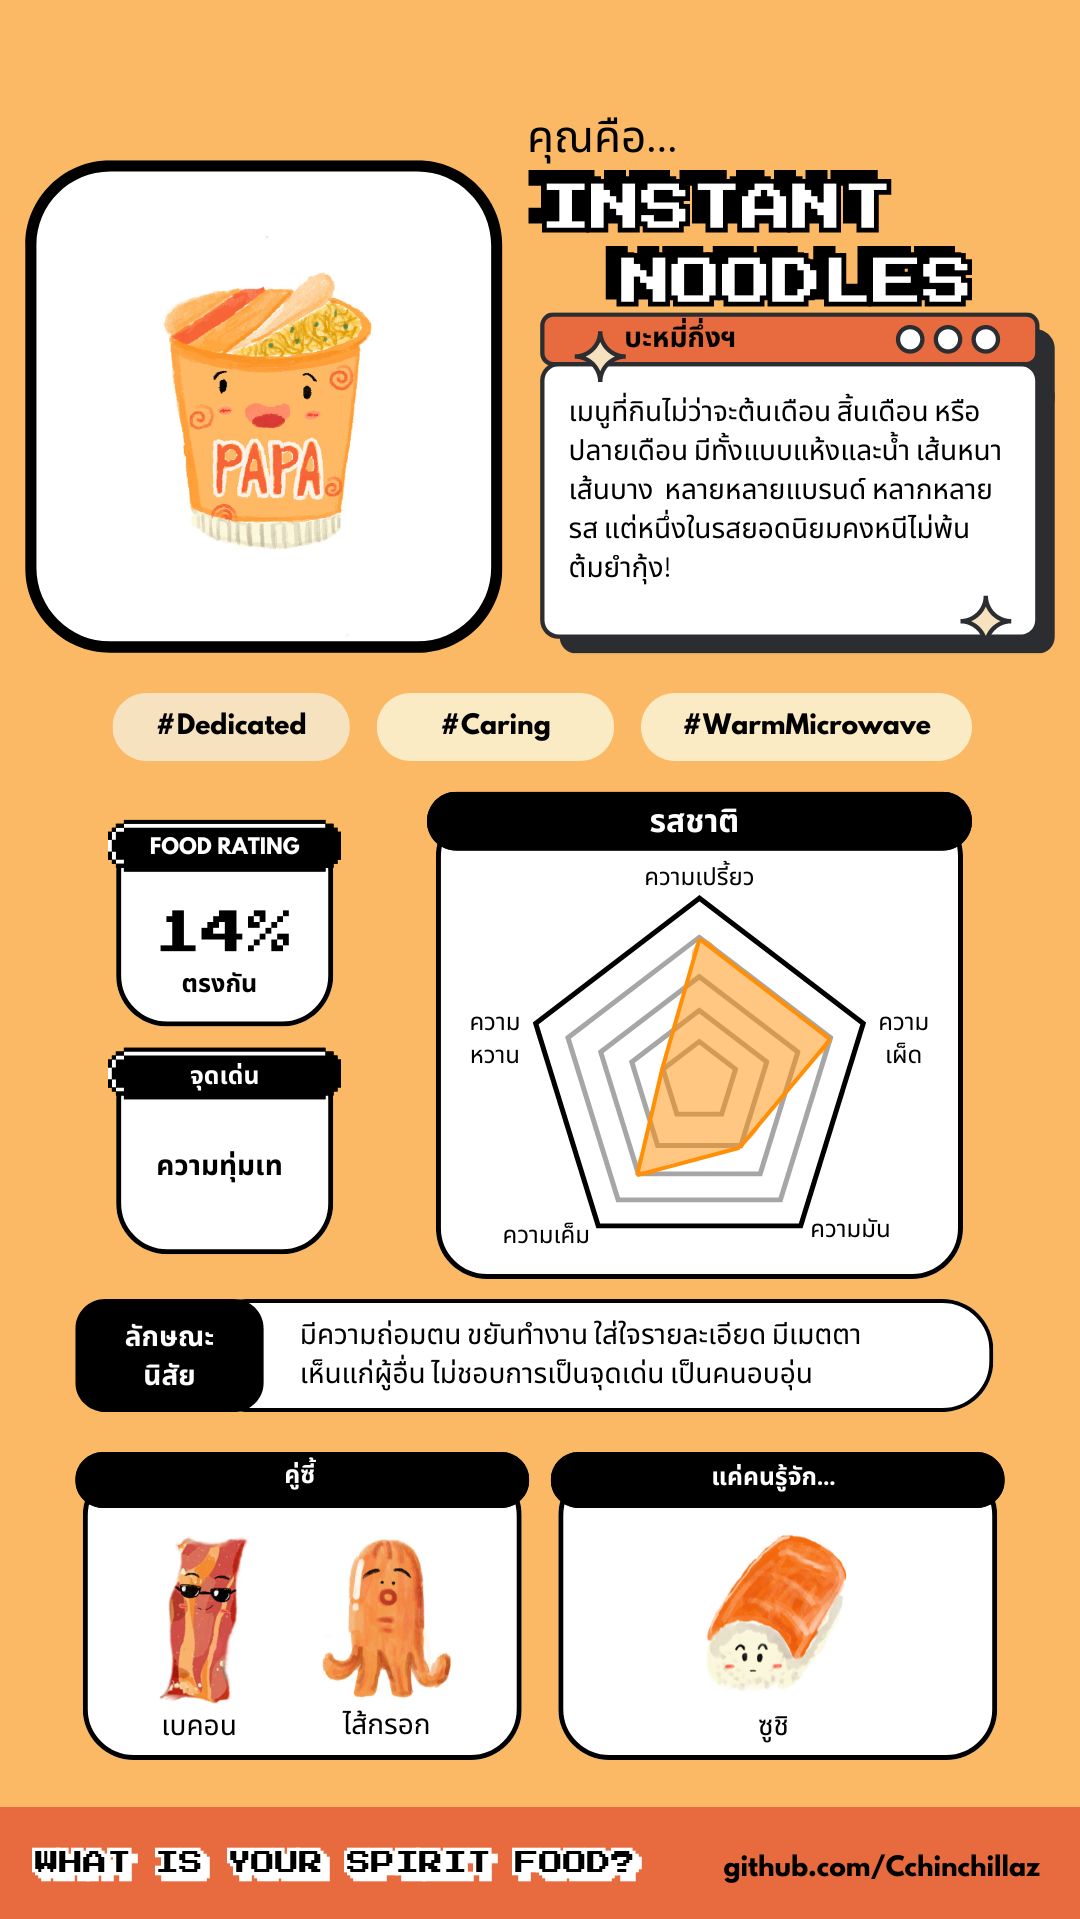 คุณคือ...
INSTANT
NOODLES
บะหมี่กึ่งฯ
PAPA
เมนูที่กินไม่ว่าจะต้นเดือน สิ้นเดือน หรือ
ปลายเดือน มีทั้งแบบแห้งและน้ำ เส้นหนา
เส้นบาง หลายหลายแบรนด์ หลากหลาย
รส แต่หนึ่งในรสยอดนิยมคงหนีไม่พ้น
ต้มยำกุ้ง!
#Dedicated
#Caring
#WarmMicrowave
FOOD RATING
14%
ตรงกัน
จุดเด่น
ความทุ่มเท
รสชาติ
ความเปรี้ยว
ความ
หวาน
ความ
เผ็ด
ความเค็ม
ความมัน
ลักษณะ
นิสัย
มีความถ่อมตน ขยันทำงาน ใส่ใจรายละเอียด มีเมตตา
เห็นแก่ผู้อื่น ไม่ชอบการเป็นจุดเด่น เป็นคนอบอุ่น
คู่ซี้
เบคอน
ไส้กรอก
แค่คนรู้จัก...
ซูชิ
WHAT IS YOUR SPIRIT FOOD?
github.com/Cchinchillaz